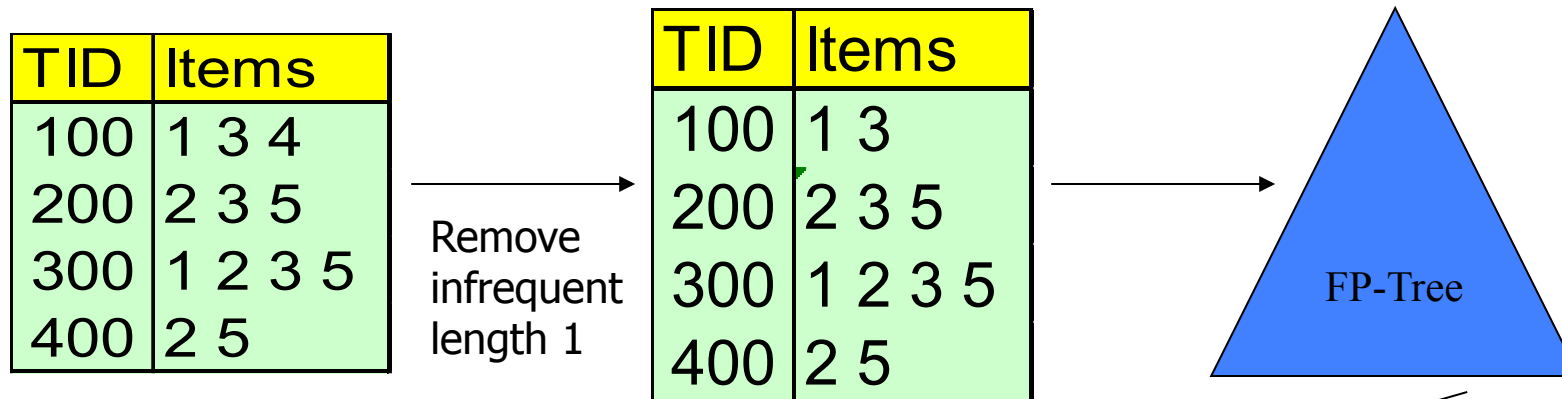 TID Items
100 1 3 4
200 2 3 5
300 1 2 3 5
400 2 5
Remove
infrequent
length 1
TID Items
100 1 3
200 2 3 5
300 1 2 3 5
400 2 5
FP-Tree